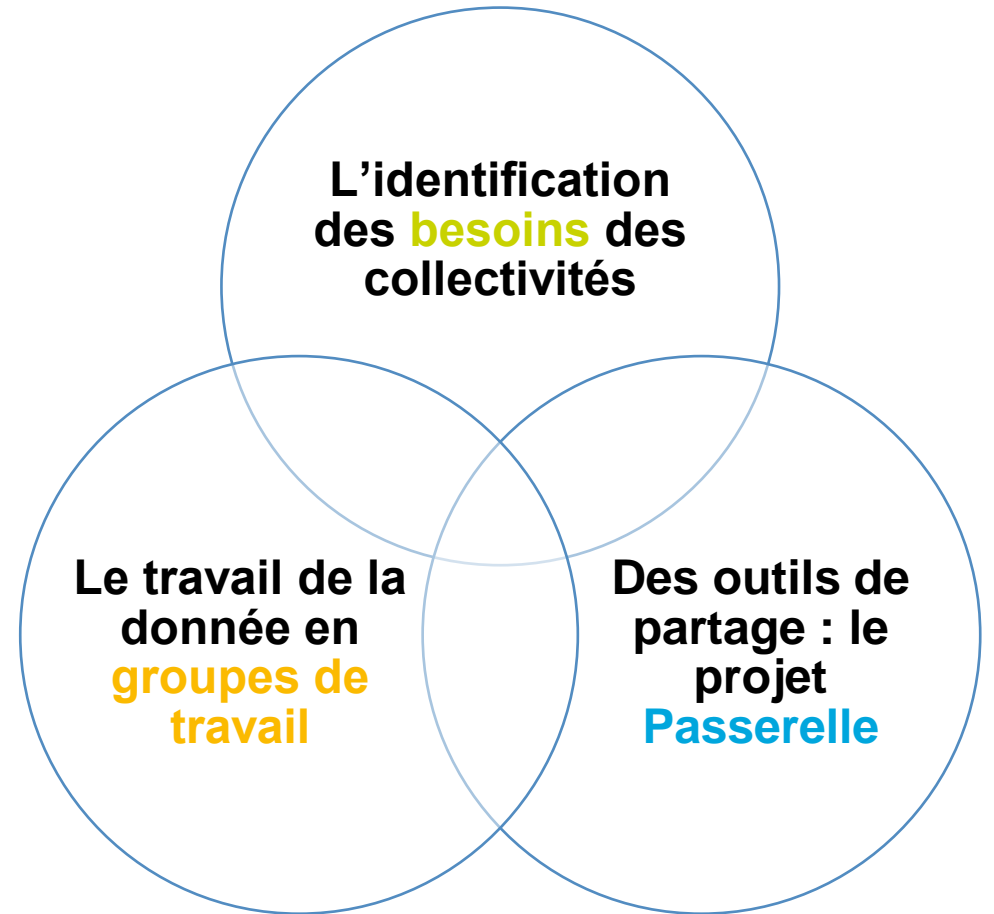 L’identification
des besoins des
collectivités
Le travail de la
donnée en
groupes de
travail
Des outils de
partage : le
projet
Passerelle